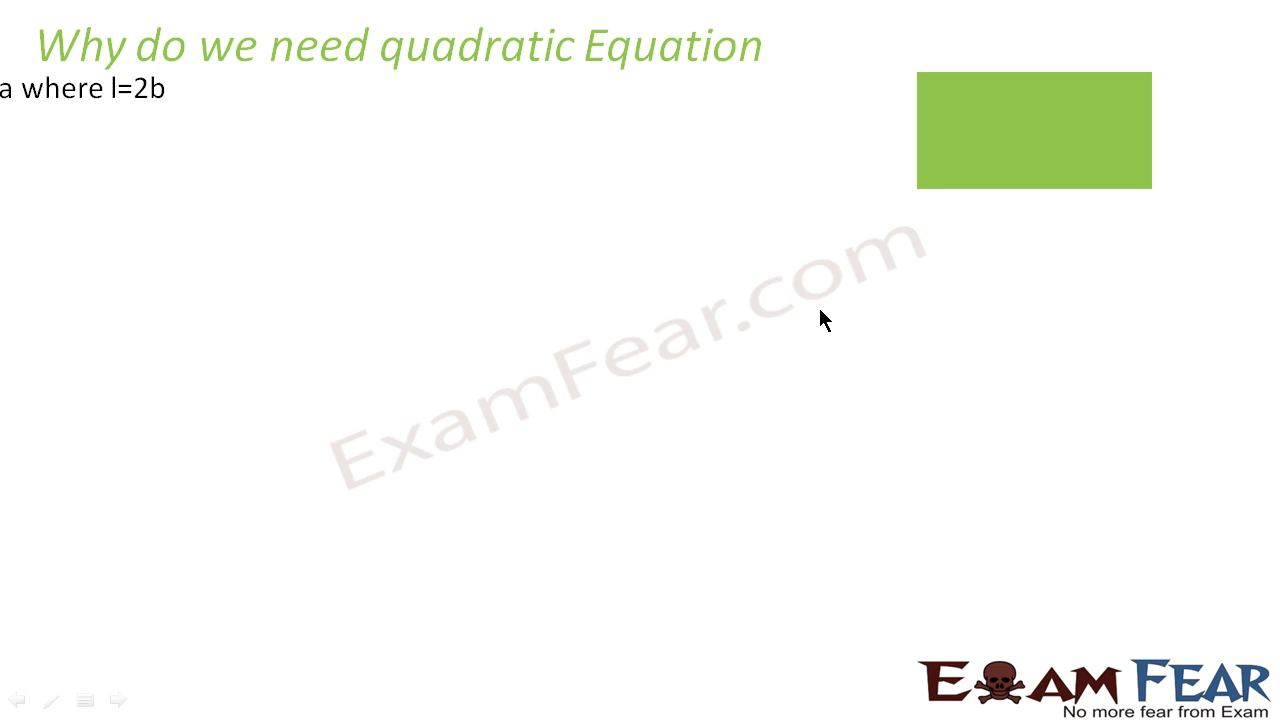 Why do we need quadratic Equation
a where l=2b
ExamFear.com
EXAM FEAR
No more fear from Exam